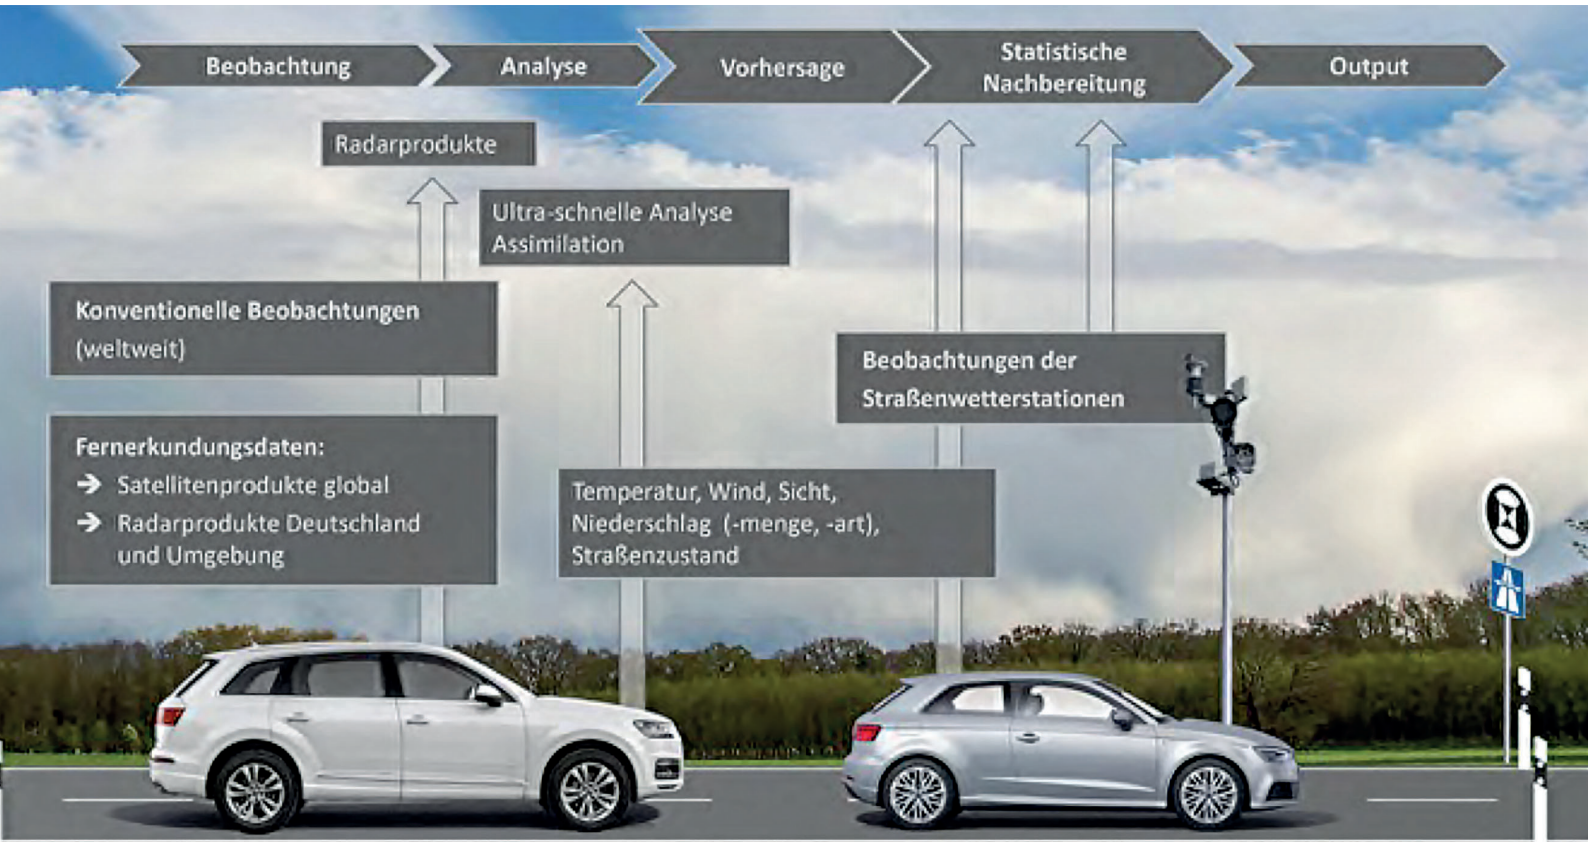 Beobachtung
Analyse
Vorhersage
Statistische
Nachbereitung
Output
Radarprodukte
Ultra-schnelle Analyse
Assimilation
Konventionelle Beobachtungen
(weltweit)
Fernerkundungsdaten:
→ Satellitenprodukte global
→ Radarprodukte Deutschland
und Umgebung
Beobachtungen der
Straßenwetterstationen
Temperatur, Wind, Sicht,
Niederschlag (-menge, -art),
Straßenzustand